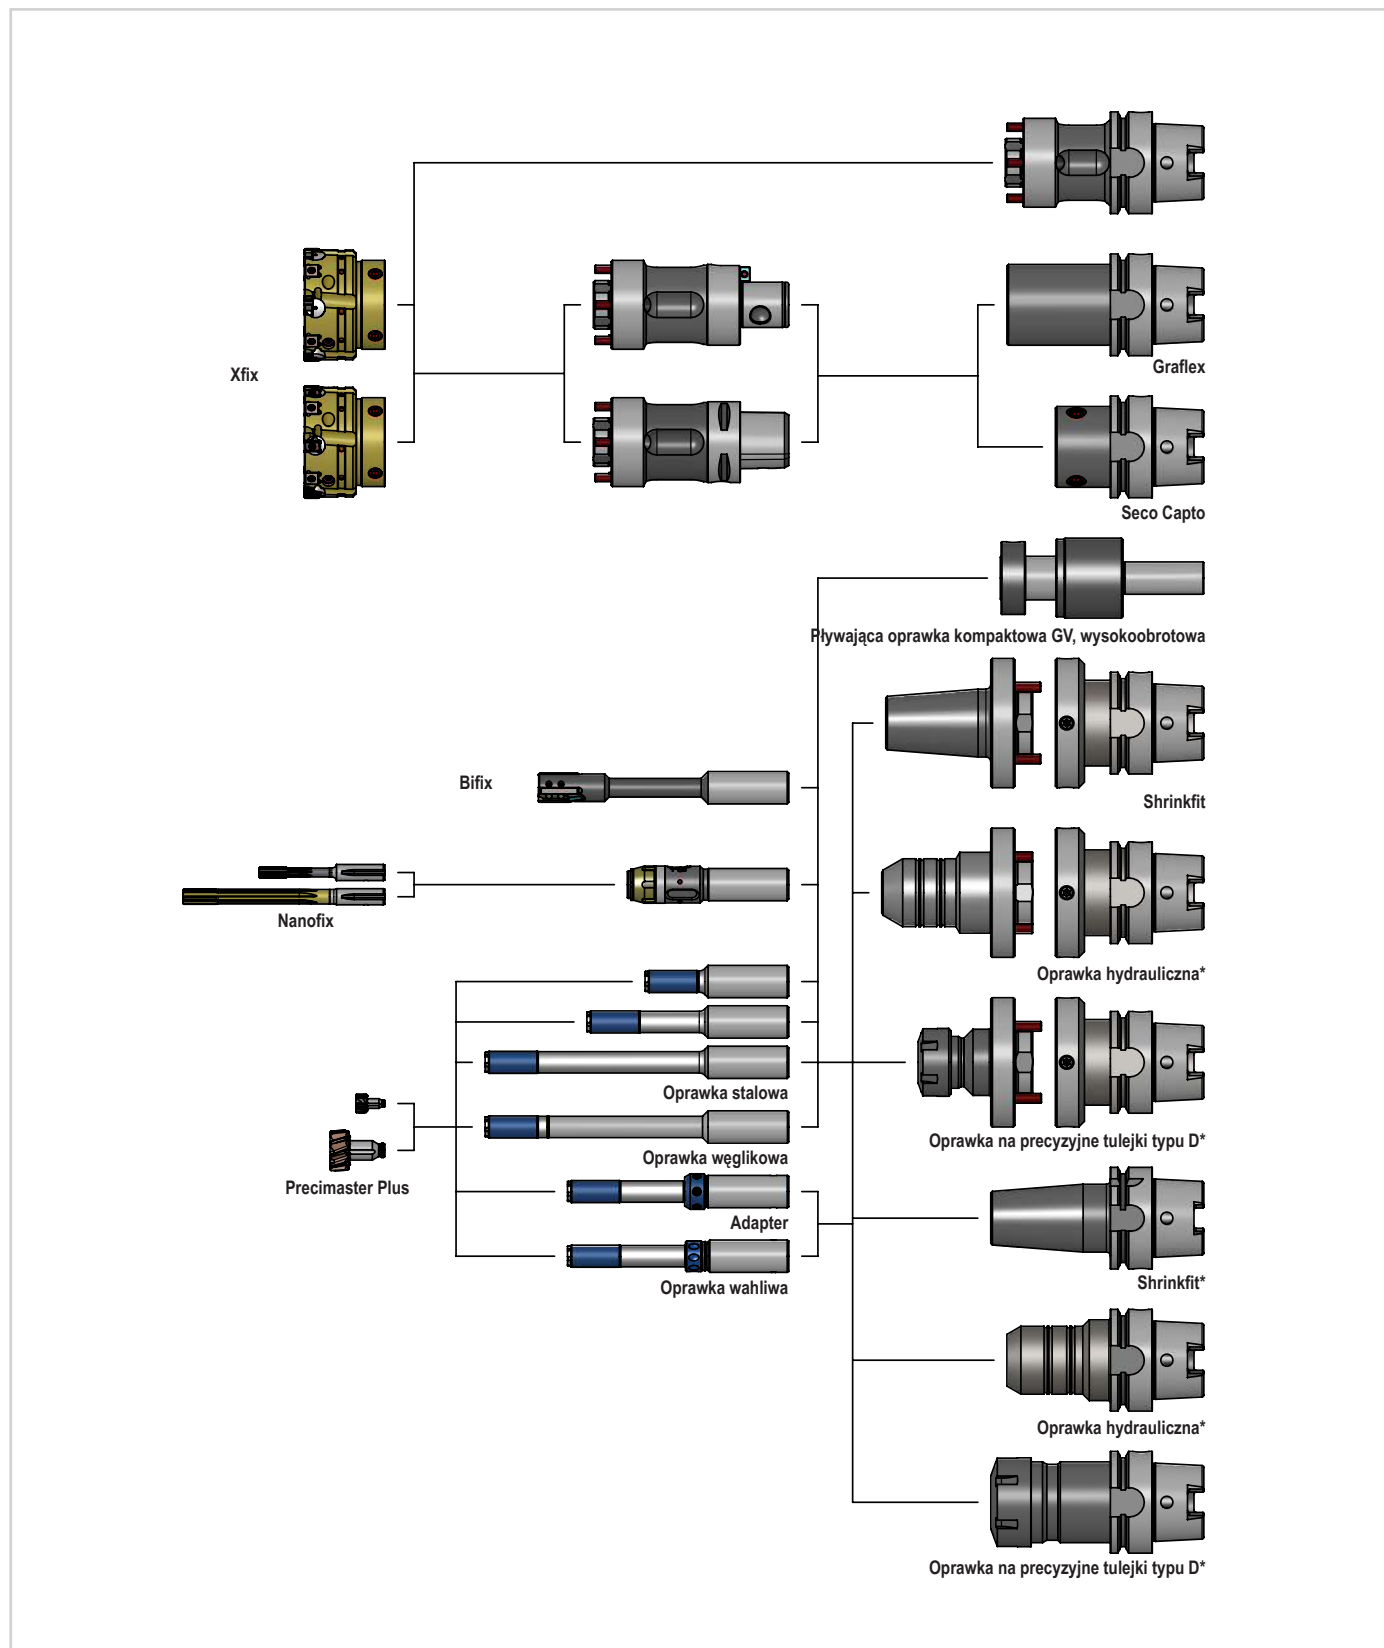 Xfix
Graflex
Seco Capto
Pływająca oprawka kompaktowa GV, wysokoobrotowa
Bifix
Shrinkfit
Nanofix
Oprawka hydrauliczna*
Oprawka stalowa
Oprawka na precyzyjne tulejki typu D*
Oprawka węglikowa
Precimaster Plus
Adapter
Oprawka wahliwa
Shrinkfit*
Oprawka hydrauliczna*
Oprawka na precyzyjne tulejki typu D*